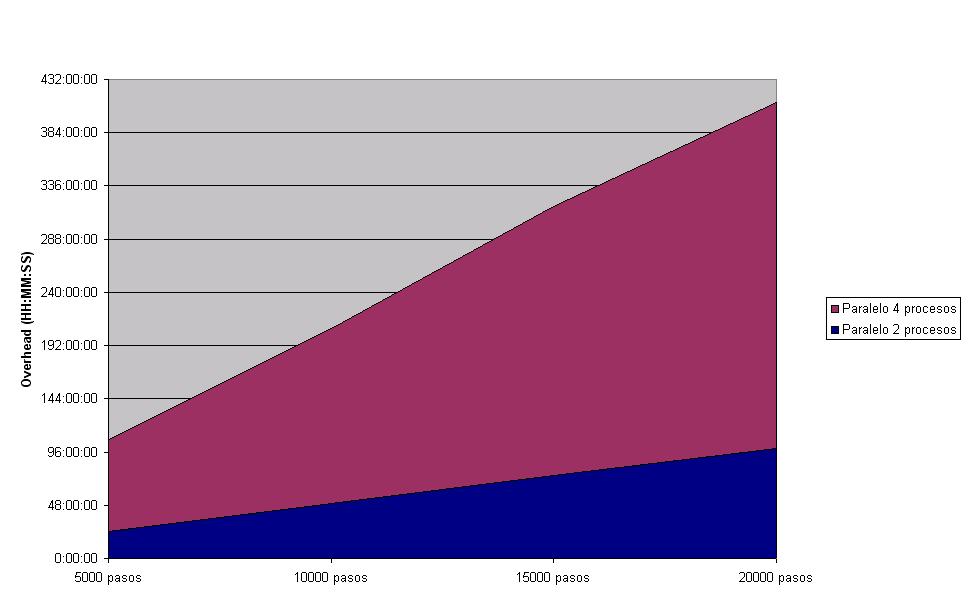 432:00:00
384:00:00
336:00:00
288:00:00
240:00:00
192:00:00
144:00:00
96:00:00
48:00:00
0:00:00
Overhead (HH:MM:SS)
5000 pasos
10000 pasos
15000 pasos
20000 pasos
Paralelo 4 procesos
Paralelo 2 procesos